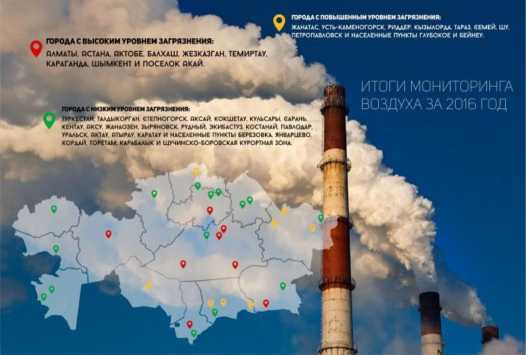 ГОРОДА С ПОВЫШЕННЫМ УРОВНЕМ ЗАГРЯЗНЕНИЯ:
ЖАНАТАС, УСТЬ-КАМЕНОГОРСК, РИДДЕР, КЫЗЫЛОРДА, ТАРАЗ, СЕМЕЙ, ШУ,
ПЕТРОПАВЛОВСК И НАСЕЛЕННЫЕ ПУНКТЫ ГЛУБОКОЕ И БЕЙНЕУ.
ГОРОДА С ВЫСОКИМ УРОВНЕМ ЗАГРЯЗНЕНИЯ:
АЛМАТЫ, АСТАНА, АКТОБЕ, БАЛХАШ, ЖЕЗКАЗГАН, ТЕМИРТАУ,
КАРАГАНДА, ШЫМКЕНТ И ПОСЕЛОК АКАЙ.
ИТОГИ МОНИТОРИНГА
ВОЗДУХА ЗА 2016 ГОД
ГОРОДА С НИЗКИМ УРОВНЕМ ЗАГРЯЗНЕНИЯ:
ТУРКЕСТАН, ТАЛДЫКОРГАН, СТЕПНОГОРСК, АКСАЙ, КОКШЕТАУ, КУЛЬСАРЫ, САРАНЬ,
КЕНТАУ, АКСУ, ЖАНАОЗЕН, ЗЫРЯНОВСК, РУДНЫЙ, ЭКИБАСТУЗ, КОСТАНАЙ, ПАВЛОДАР,
УРАЛЬСК, АКТАУ, АТЫРАУ, КАРАТАУ И НАСЕЛЕННЫЕ ПУНКТЫ БЕРЕЗОВКА, ЯНВАРЦЕВО,
КОРДАЙ, ТОРЕТАМ, КАРАБАЛЫК И ЩУЧИНСКО-БОРОВСКАЯ КУРОРТНАЯ ЗОНА.